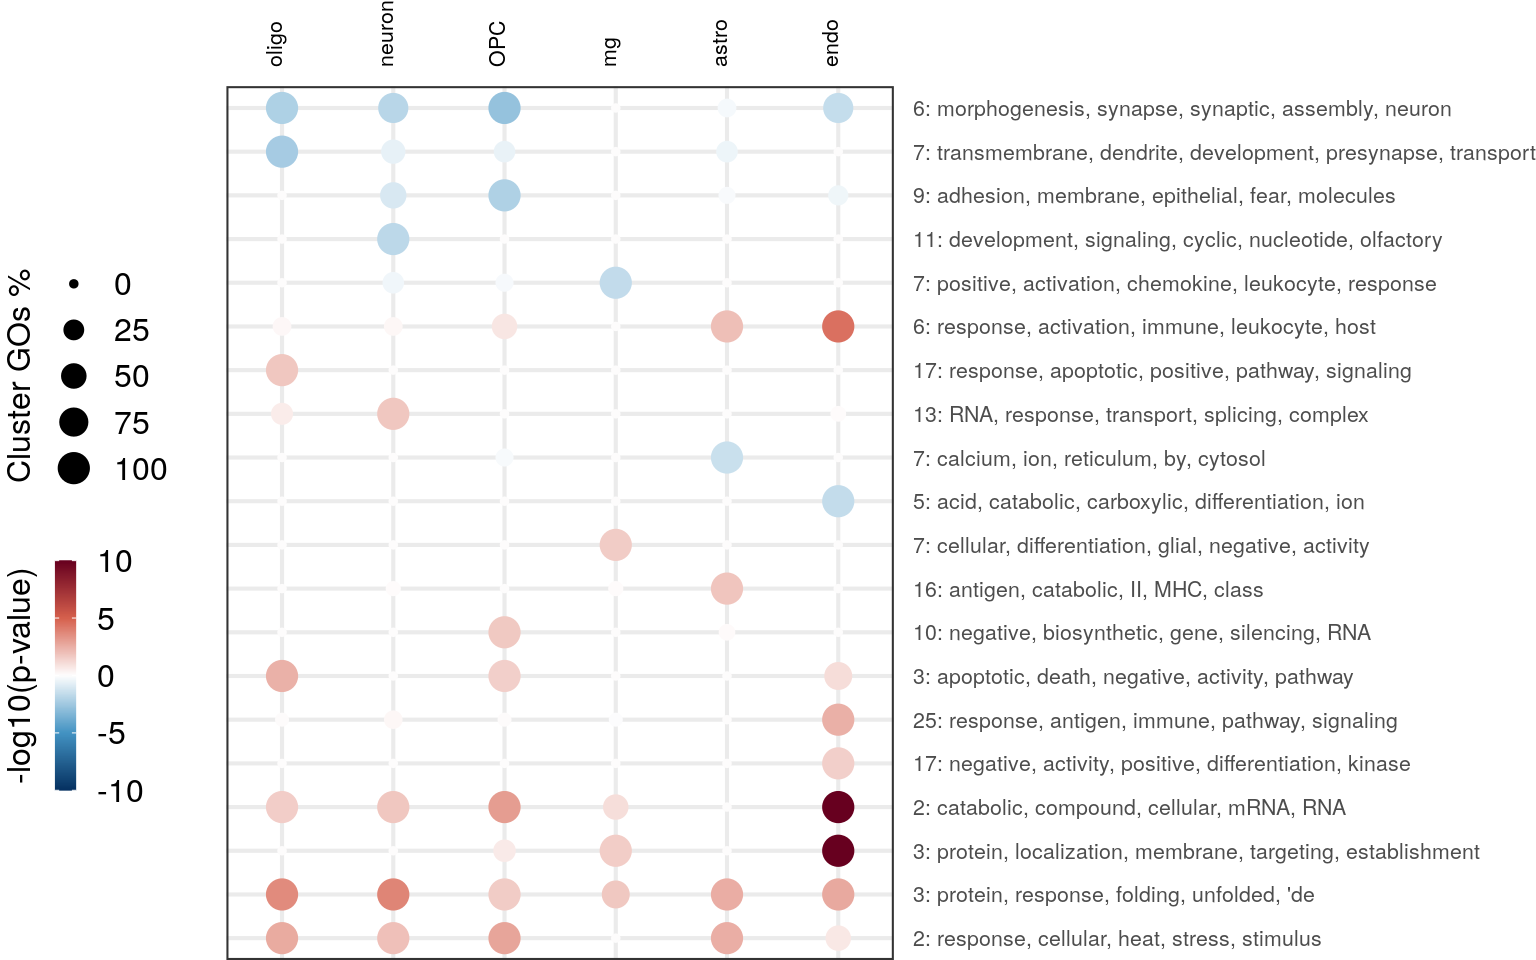 oligo
neuron
OPC
mg
astro
endo
6: morphogenesis, synapse, synaptic, assembly, neuron
7: transmembrane, dendrite, development, presynapse, transport
9: adhesion, membrane, epithelial, fear, molecules
11: development, signaling, cyclic, nucleotide, olfactory
7: positive, activation, chemokine, leukocyte, response
6: response, activation, immune, leukocyte, host
17: response, apoptotic, positive, pathway, signaling
13: RNA, response, transport, splicing, complex
7: calcium, ion, reticulum, by, cytosol
5: acid, catabolic, carboxylic, differentiation, ion
7: cellular, differentiation, glial, negative, activity
16: antigen, catabolic, II, MHC, class
10: negative, biosynthetic, gene, silencing, RNA
3: apoptotic, death, negative, activity, pathway
25: response, antigen, immune, pathway, signaling
17: negative, activity, positive, differentiation, kinase
2: catabolic, compound, cellular, mRNA, RNA
3: protein, localization, membrane, targeting, establishment
3: protein, response, folding, unfolded, 'de
2: response, cellular, heat, stress, stimulus
Cluster GOs %
0
25
50
75
100
-log10(p-value)
10
5
0
-5
-10